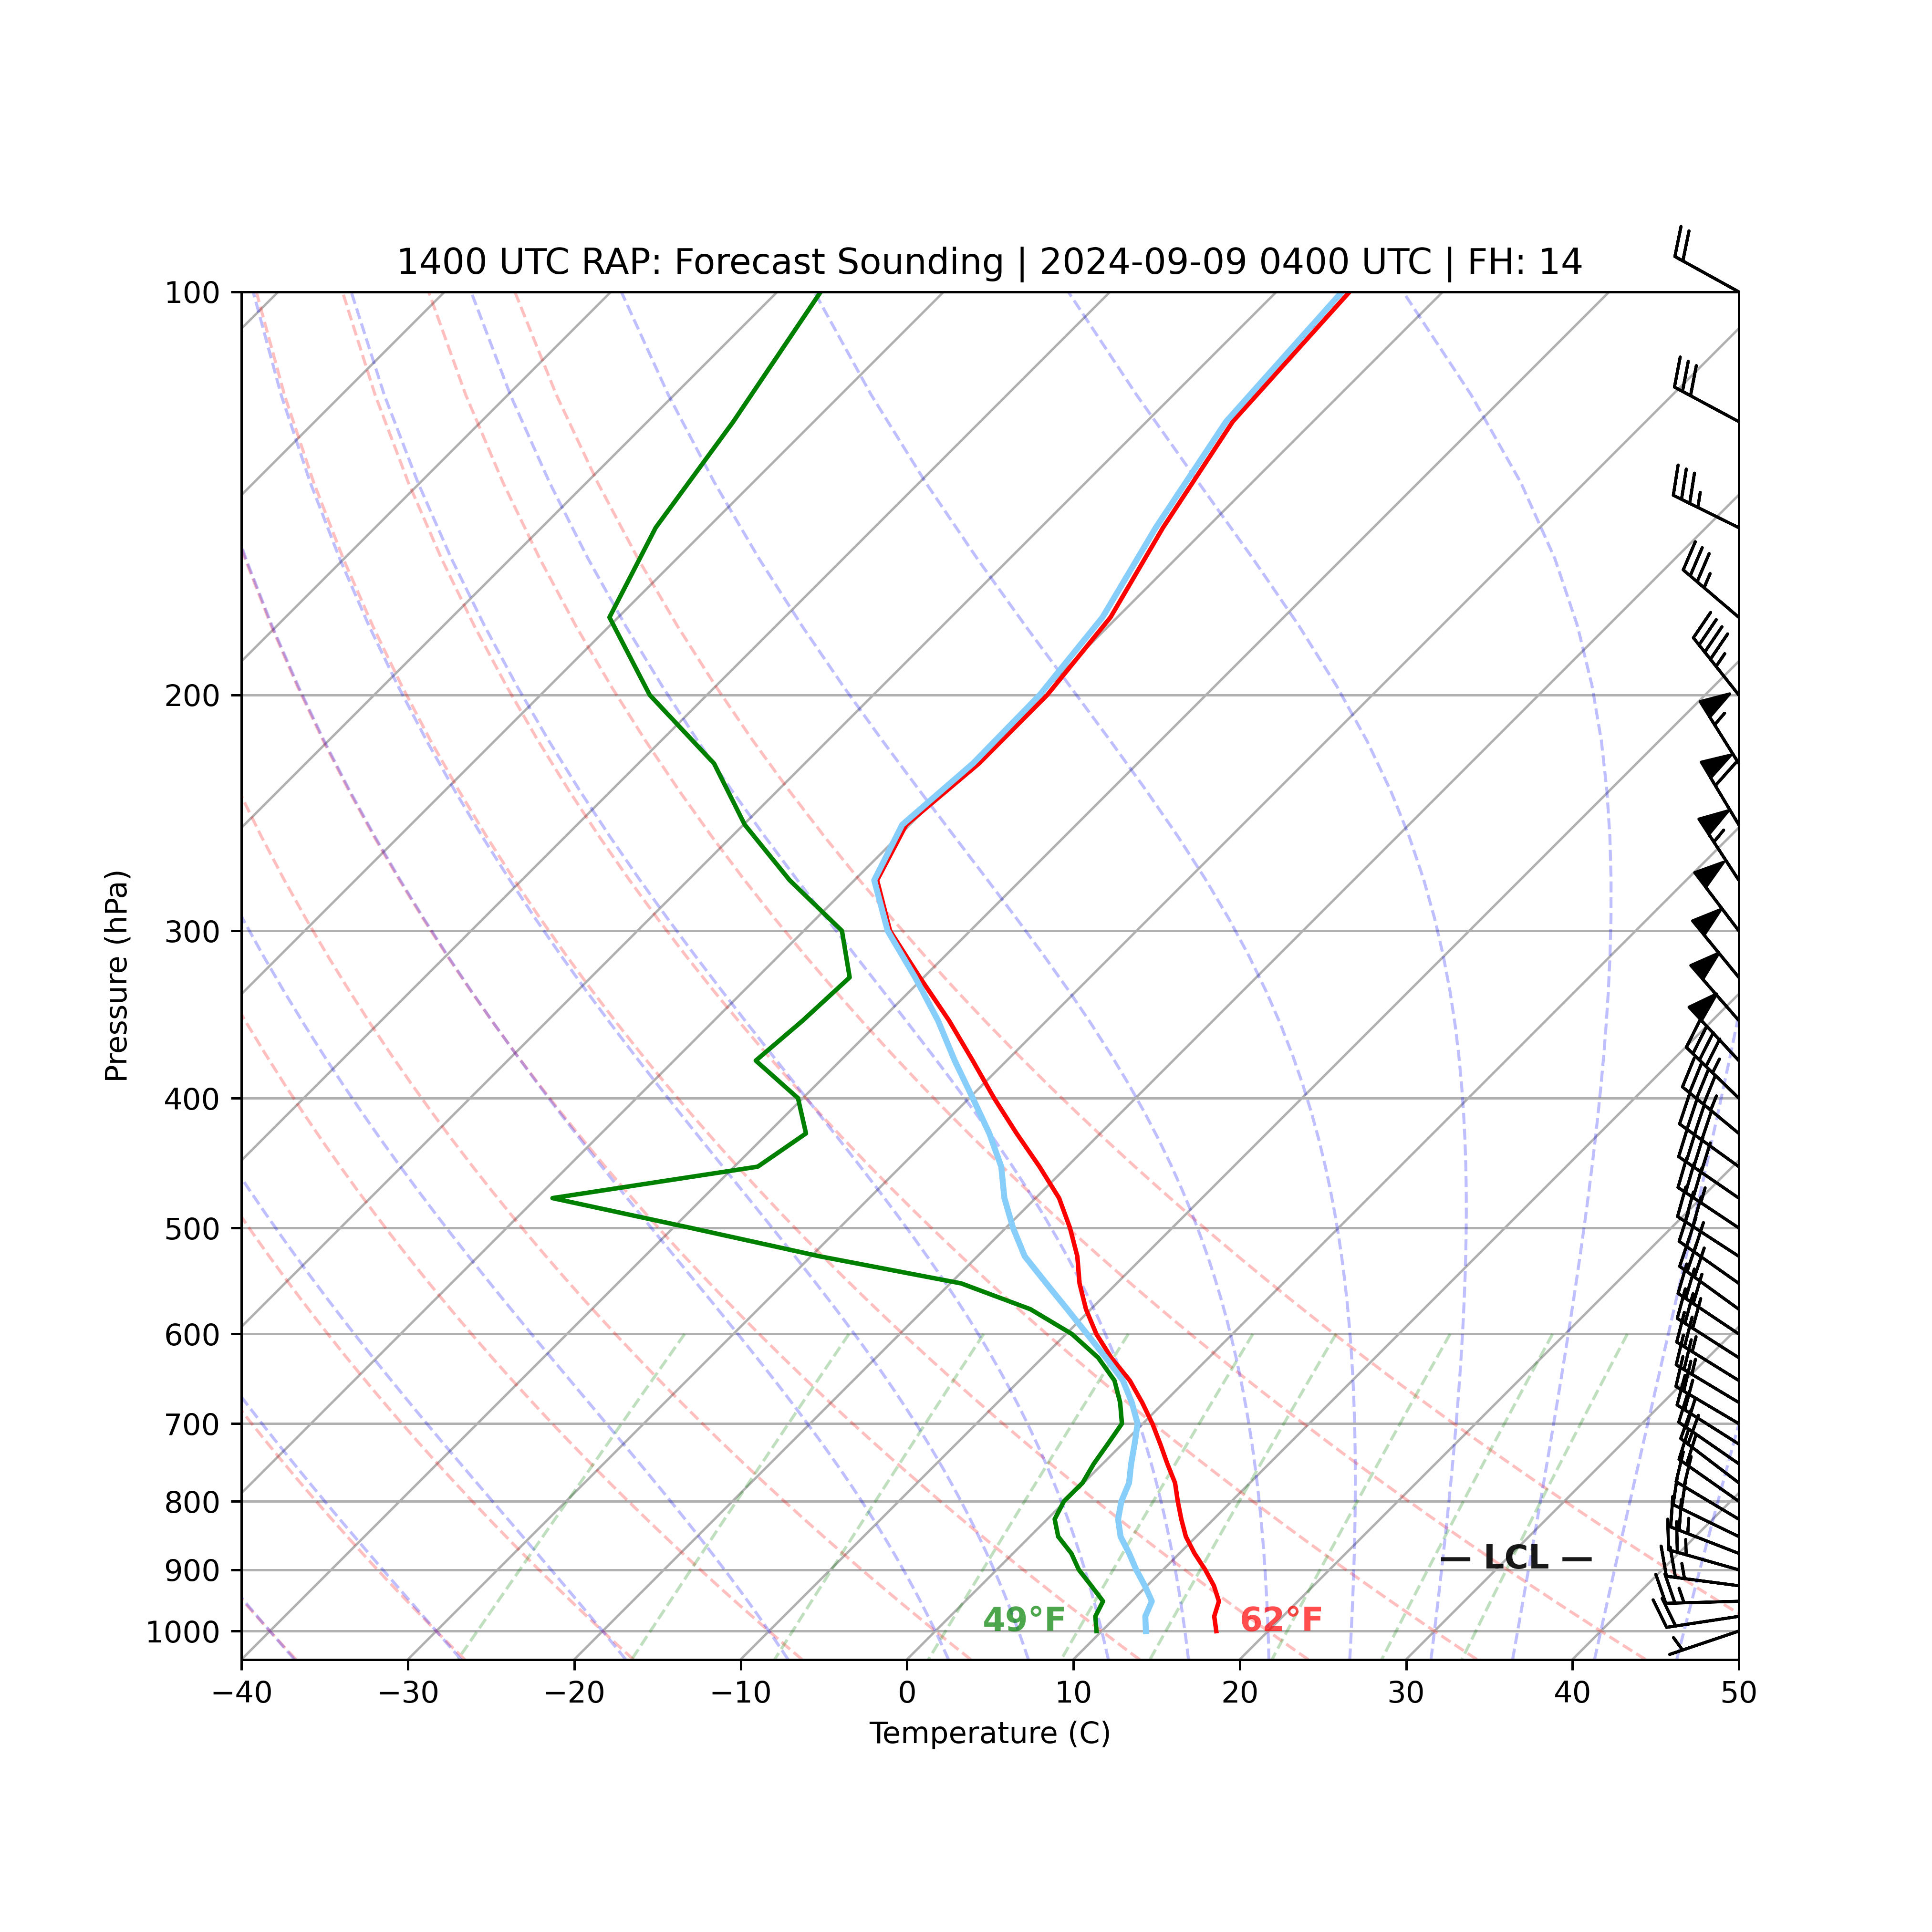 1400 UTC RAP: Forecast Sounding | 2024-09-09 0400 UTC | FH: 14
100
200
300
400
500
600
700
800
900
1000
Pressure (hPa)
— LCL —
49°F
62°F
−40 −30 −20 −10 0 10 20 30 40 50
Temperature (C)